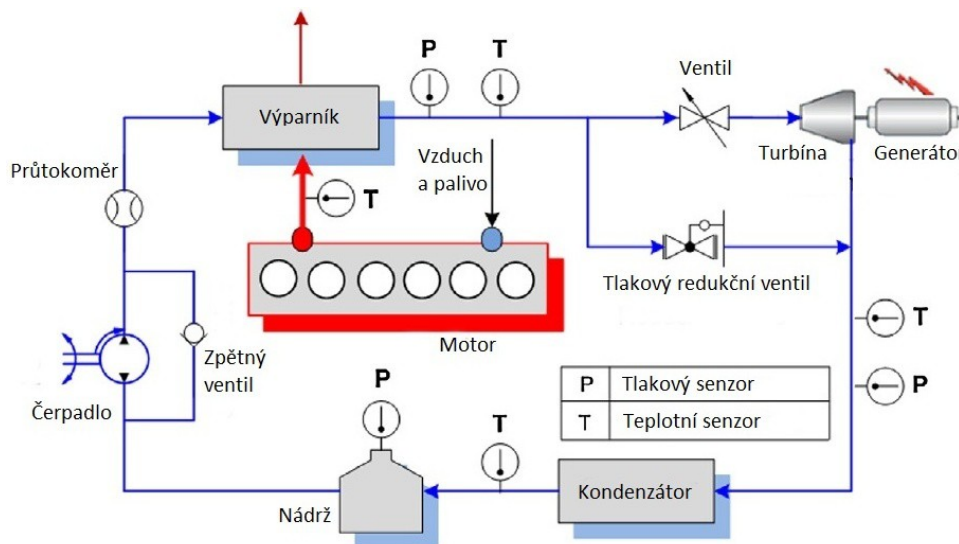 P
T
Ventil
Výparník
Vzduch
a palivo
Turbína
Generátor
Průtokoměr
T
Tlakový redukční ventil
Motor
T
Zpětný
ventil
P
P
Čerpadlo
P Tlakový senzor
T Teplotní senzor
T
Kondenzátor
Nádrž